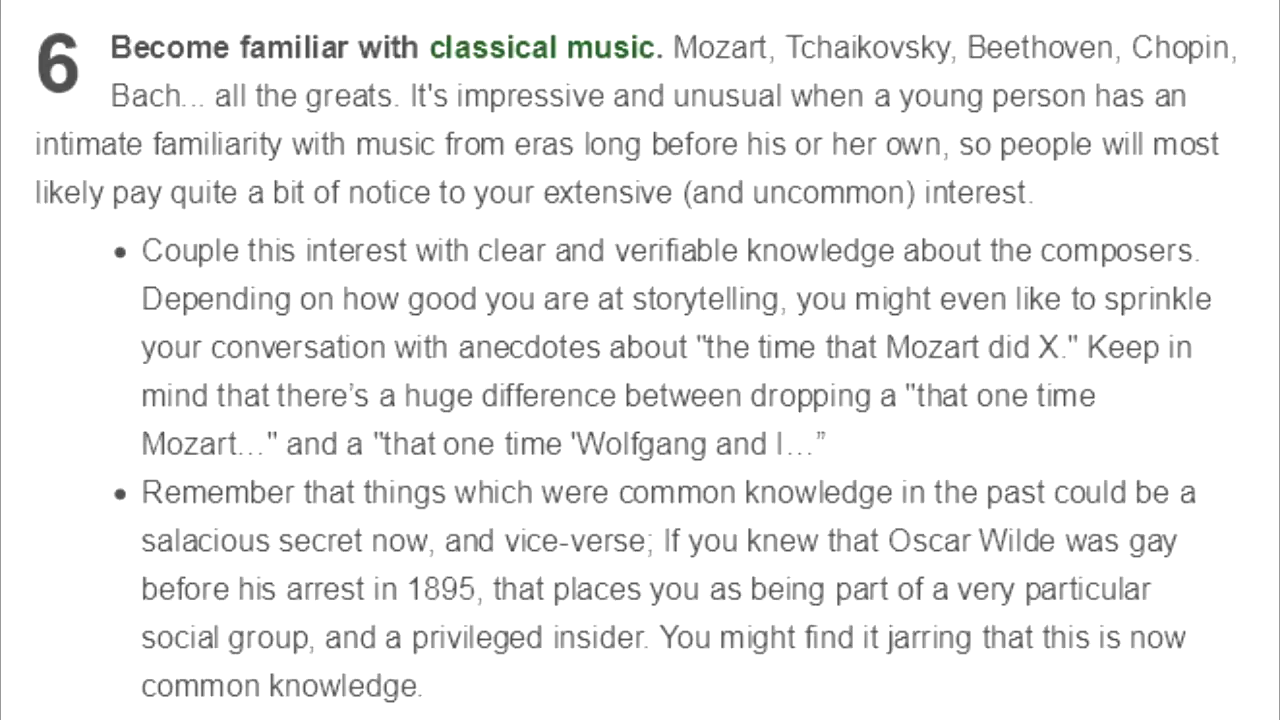 6 Become familiar with classical music. Mozart, Tchaikovsky, Beethoven, Chopin,
Bach... all the greats. It's impressive and unusual when a young person has an
intimate familiarity with music from eras long before his or her own, so people will most
likely pay quite a bit of notice to your extensive (and uncommon) interest.
• Couple this interest with clear and verifiable knowledge about the composers.
Depending on how good you are at storytelling, you might even like to sprinkle
your conversation with anecdotes about "the time that Mozart did X." Keep in
mind that there’s a huge difference between dropping a "that one time
Mozart…" and a "that one time 'Wolfgang and I…”
• Remember that things which were common knowledge in the past could be a
salacious secret now, and vice-verse; If you knew that Oscar Wilde was gay
before his arrest in 1895, that places you as being part of a very particular
social group, and a privileged insider. You might find it jarring that this is now
common knowledge.